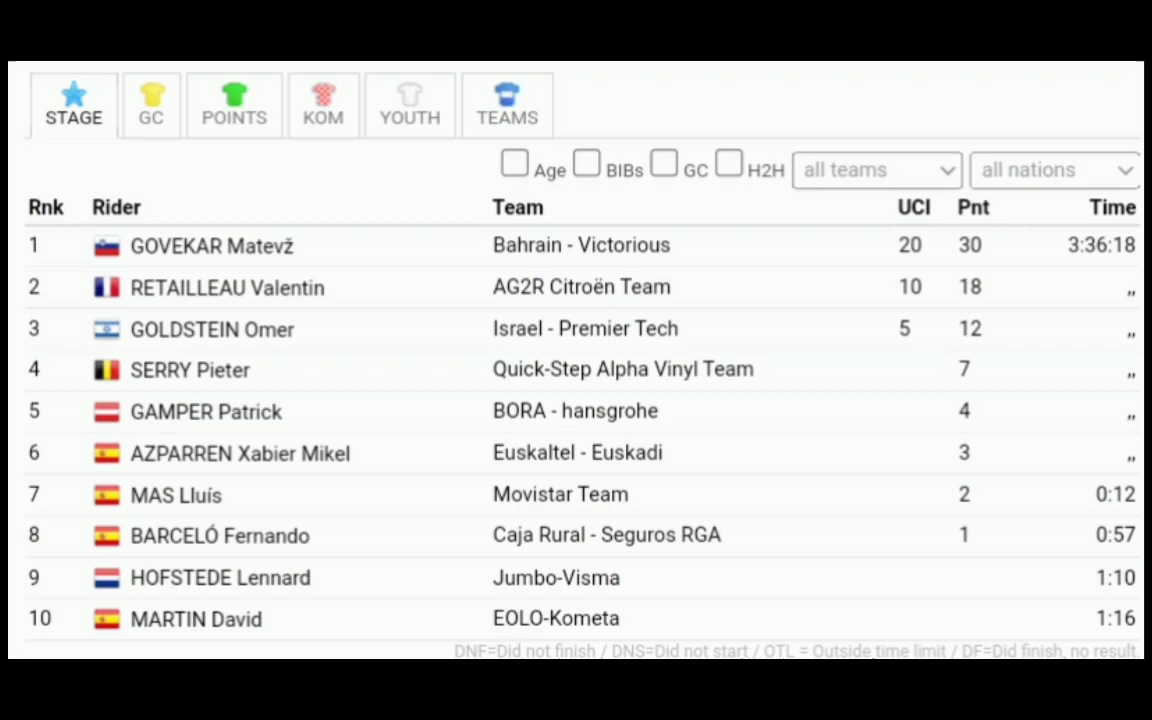 STAGE GC POINTS KOM YOUTH TEAMS
Age BIBs GC H2H all teams all nations
Rnk Rider Team UCI Pnt Time
1 GOVEKAR Matevž Bahrain - Victorious 20 30 3:36:18
2 RETAILLEAU Valentin AG2R Citroën Team 10 18 ,,
3 GOLDSTEIN Omer Israel - Premier Tech 5 12 ,,
4 SERRY Pieter Quick-Step Alpha Vinyl Team 7 ,,
5 GAMPER Patrick BORA - hansgrohe 4 ,,
6 AZPARREN Xabier Mikel Euskaltel - Euskadi 3 ,,
7 MAS Lluís Movistar Team 2 0:12
8 BARCELÓ Fernando Caja Rural - Seguros RGA 1 0:57
9 HOFSTEDE Lennard Jumbo-Visma 1:10
10 MARTIN David EOLO-Kometa 1:16
DNF=Did not finish / DNS=Did not start / OTL = Outside time limit / DF=Did finish, no result.